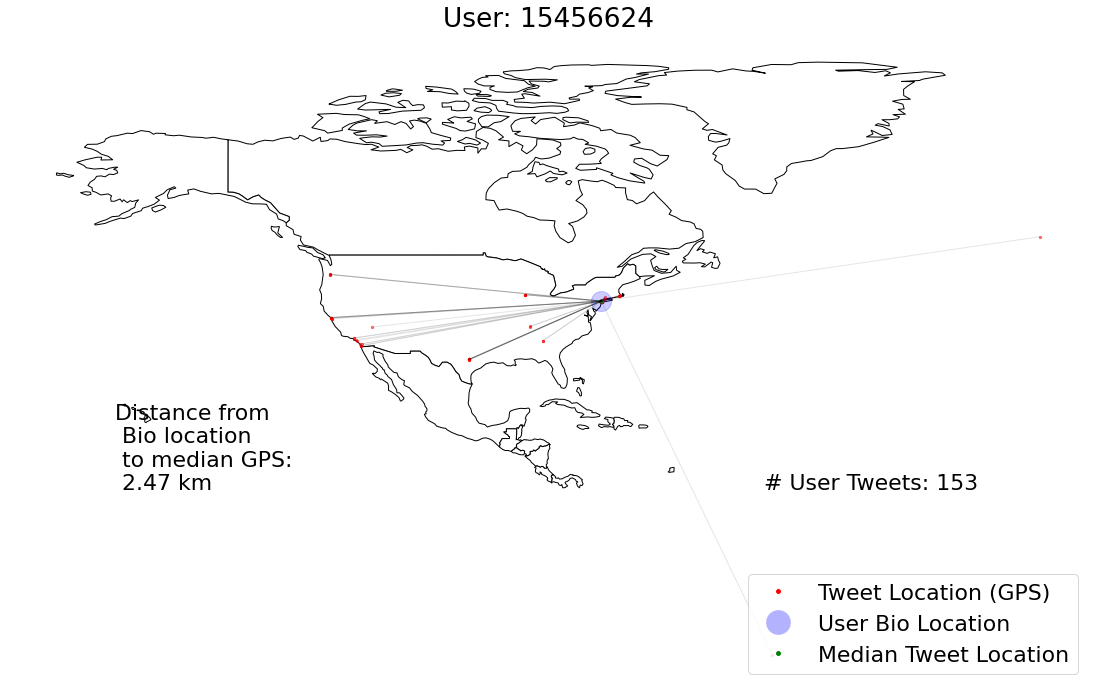 User: 15456624
Distance from
Bio location
to median GPS:
2.47 km
# User Tweets: 153
Tweet Location (GPS)
User Bio Location
Median Tweet Location